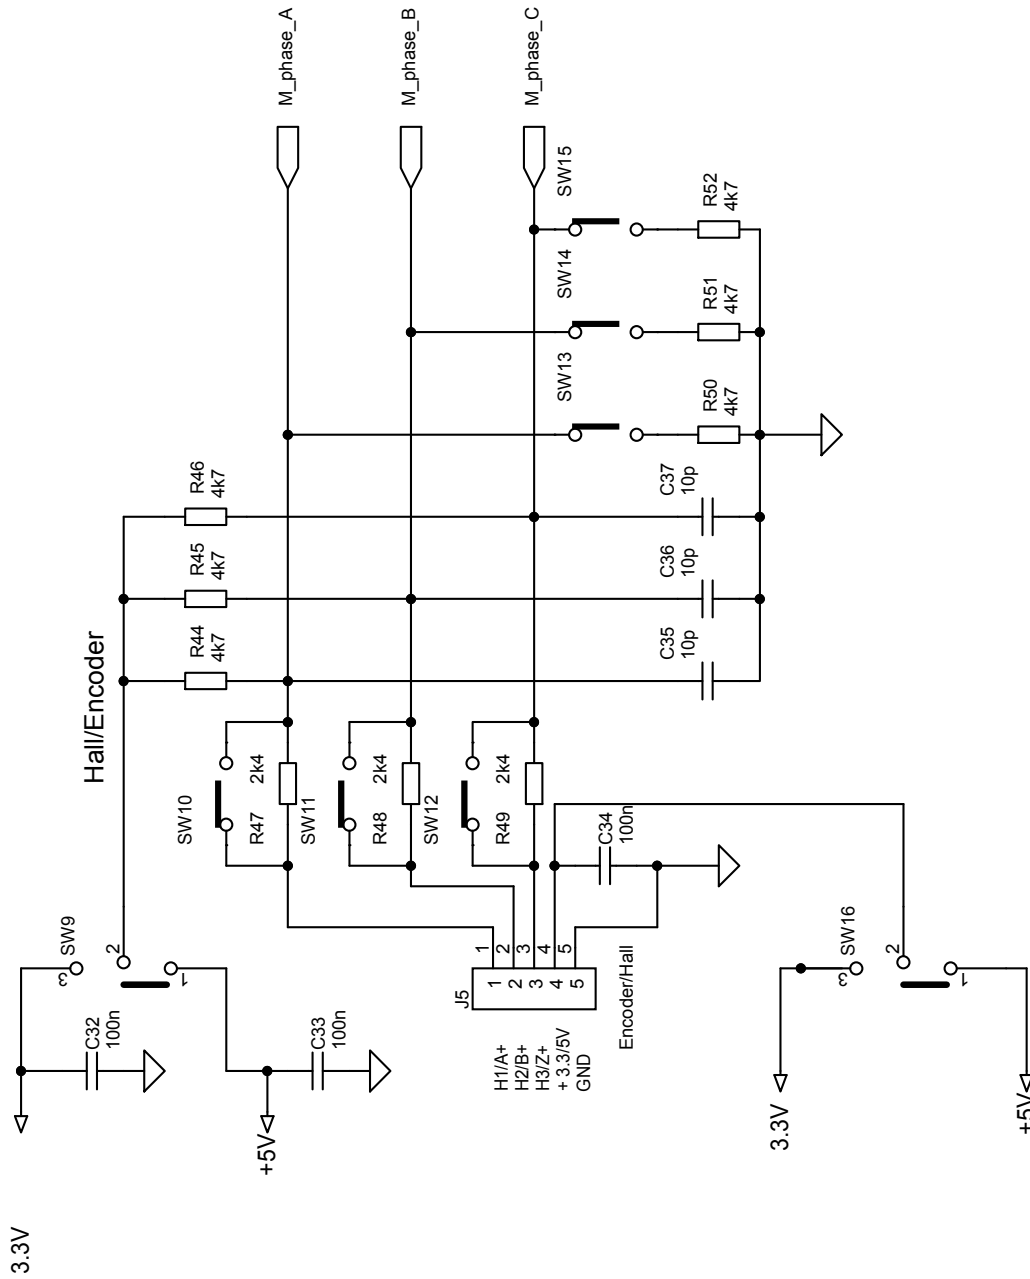 M_phase_A
M_phase_B
M_phase_C
SW15
R52
4k7
SW14
R51
4k7
SW13
R50
4k7
R46
4k7
C37
10p
R45
4k7
C36
10p
Hall/Encoder
R44
4k7
C35
10p
SW10
R47
2k4
SW11
R48
2k4
SW12
R49
2k4
C34
100n
SW9
3
2
1
C32
100n
C33
100n
3.3V
+5V
J5
1
2
3
4
5
1
2
3
4
5
H1/A+
H2/B+
H3/Z+
+ 3.3/5V
GND
Encoder/Hall
SW16
3
2
1
3.3V
+5V